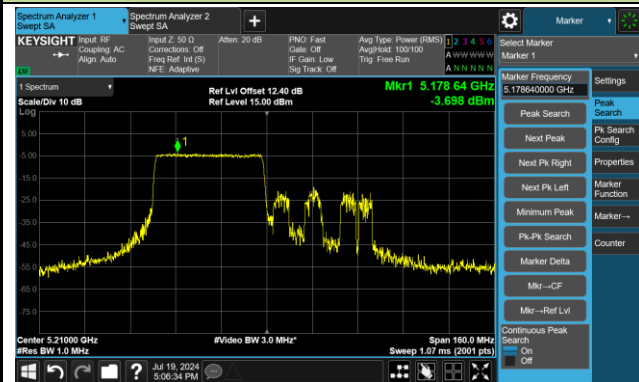 Spectrum Analyzer 1
Swept SA
Spectrum Analyzer 2
Swept SA
Marker
KEYSIGHT
Input: RF
Coupling: AC
Align: Auto
Input Z: 50 Ω
Corrections: Off
Freq Ref: Int (S)
NFE: Adaptive
Atten: 20 dB
PNO: Fast
Gate: Off
IF Gain: Low
Sig Track: Off
Avg Type: Power (RMS)
Avg|Hold: 100/100
Trig: Free Run
1 2 3 4 5 6
A W W W W W
A N N N N N
LXI
Select Marker
Marker 1
1 Spectrum
Scale/Div 10 dB
Ref Lvl Offset 12.40 dB
Ref Level 15.00 dBm
Mkr1 5.178 64 GHz
-3.698 dBm
Log
5.00
-5.00
-15.0
-25.0
-35.0
-45.0
-55.0
-65.0
-75.0
1
Center 5.21000 GHz
#Res BW 1.0 MHz
#Video BW 3.0 MHz*
Span 160.0 MHz
Sweep 1.07 ms (2001 pts)
Marker Frequency
5.178640000 GHz
Peak Search
Next Peak
Next Pk Right
Next Pk Left
Minimum Peak
Pk-Pk Search
Marker Delta
Mkr→CF
Mkr→Ref Lvl
Continuous Peak
Search
On
Off
Settings
Peak
Search
Pk Search
Config
Properties
Marker
Function
Marker→
Counter
Jul 19, 2024
5:06:34 PM